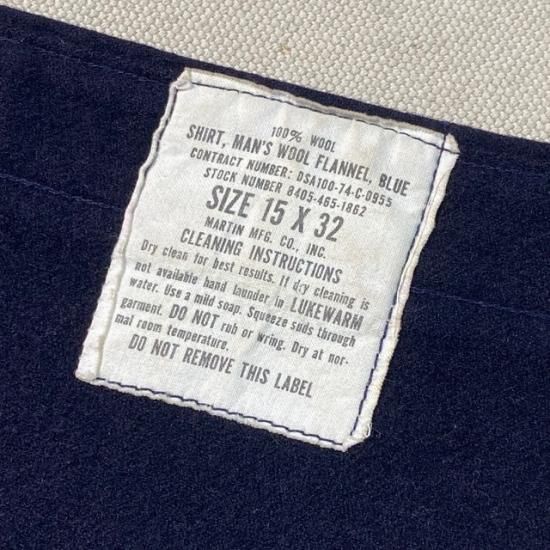 100% WOOL
SHIRT, MAN'S WOOL FLANNEL, BLUE
CONTRACT NUMBER: DSA100-74-C-0955
STOCK NUMBER 8405-465-1862
SIZE 15 X 32
MARTIN MFG. CO., INC.
CLEANING INSTRUCTIONS
Dry clean for best results. If dry cleaning is
not available hand launder in LUKEWARM
water. Use a mild soap. Squeeze suds through
garment. DO NOT rub or wring. Dry at nor-
mal room temperature.
DO NOT REMOVE THIS LABEL